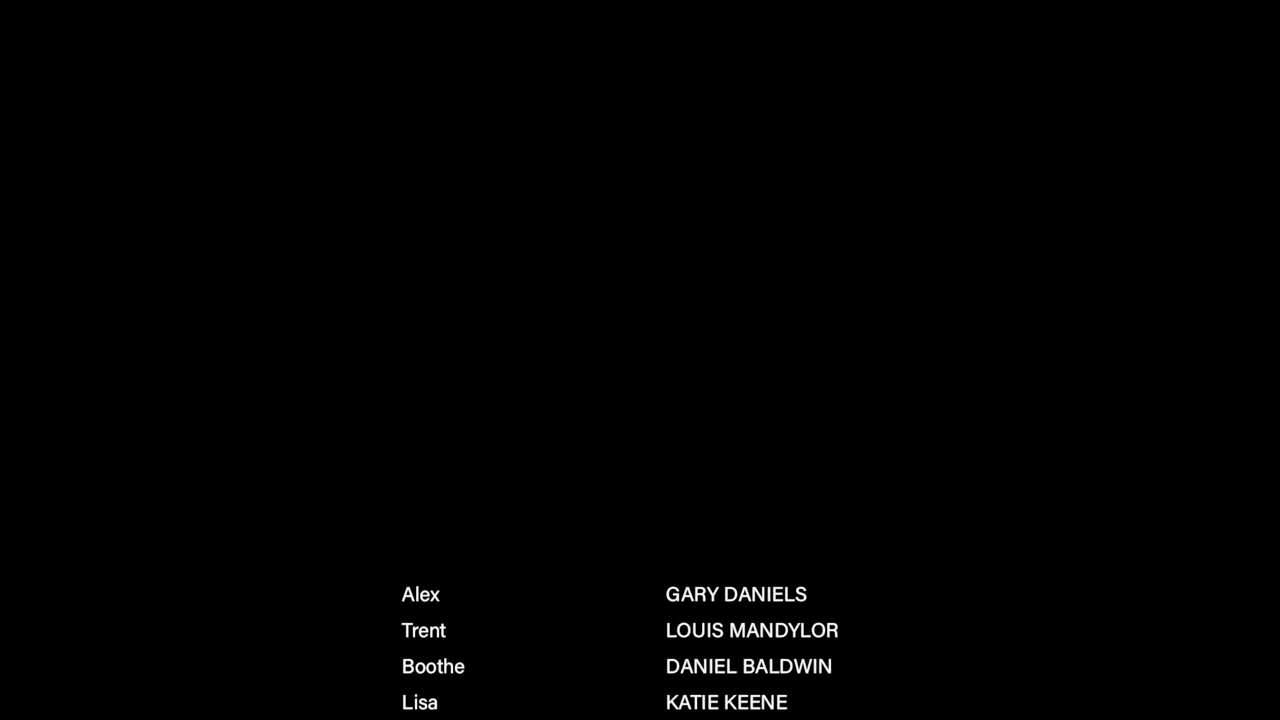 Alex GARY DANIELS
Trent LOUIS MANDYLOR
Boothe DANIEL BALDWIN
Lisa KATIE KEENE